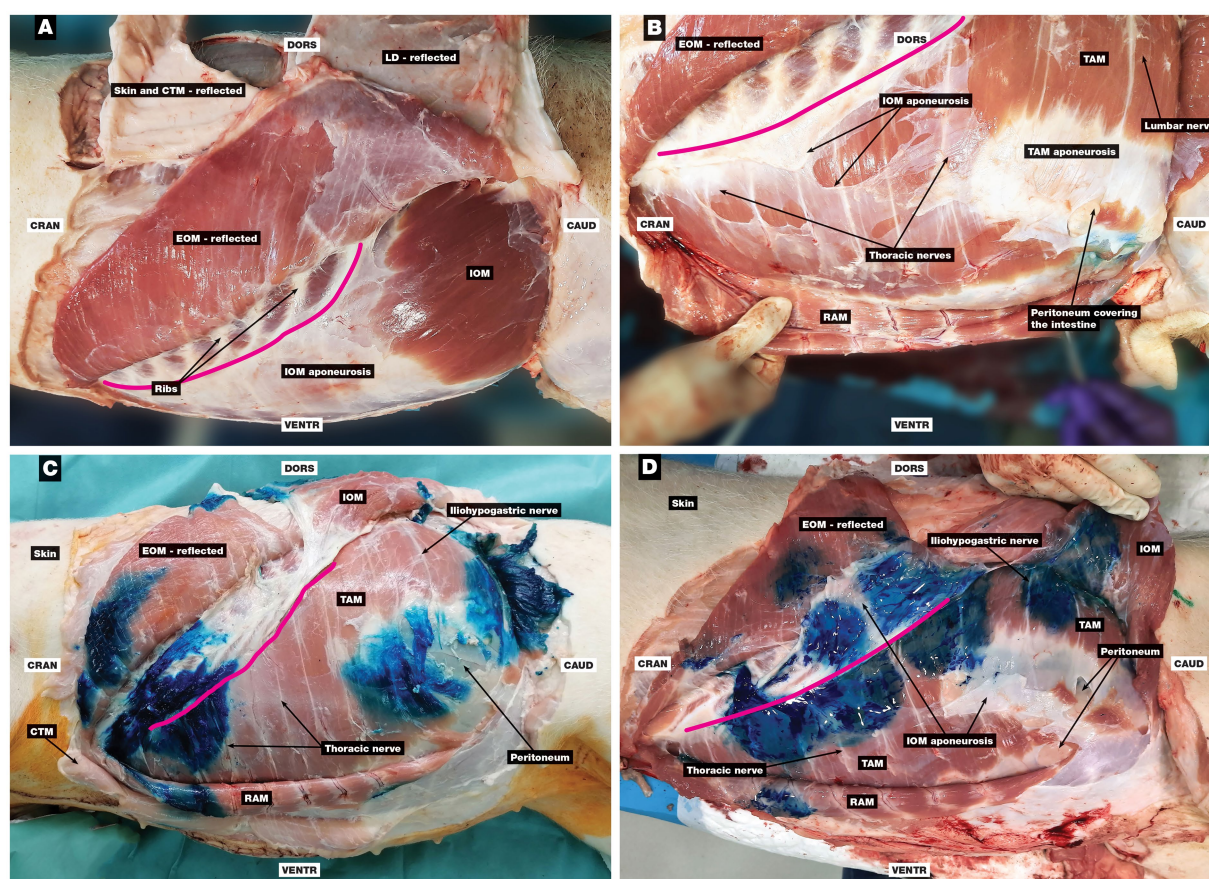 A
DORS
LD - reflected
Skin and CTM - reflected
CRAN
EOM - reflected
CAUD
IOM
IOM aponeurosis
Ribs
VENTR
B
EOM - reflected
DORS
TAM
IOM aponeurosis
Lumbar nerv
TAM aponeurosis
CRAN
CAUD
Thoracic nerves
RAM
Peritoneum covering
the intestine
VENTR
C
DORS
IOM
Iliohypogastric nerve
Skin
EOM - reflected
TAM
CRAN
CAUD
CTM
Thoracic nerve
Peritoneum
RAM
VENTR
D
DORS
Skin
EOM - reflected
Iliohypogastric nerve
IOM
TAM
Peritoneum
CRAN
CAUD
IOM aponeurosis
Thoracic nerve
TAM
RAM
VENTR